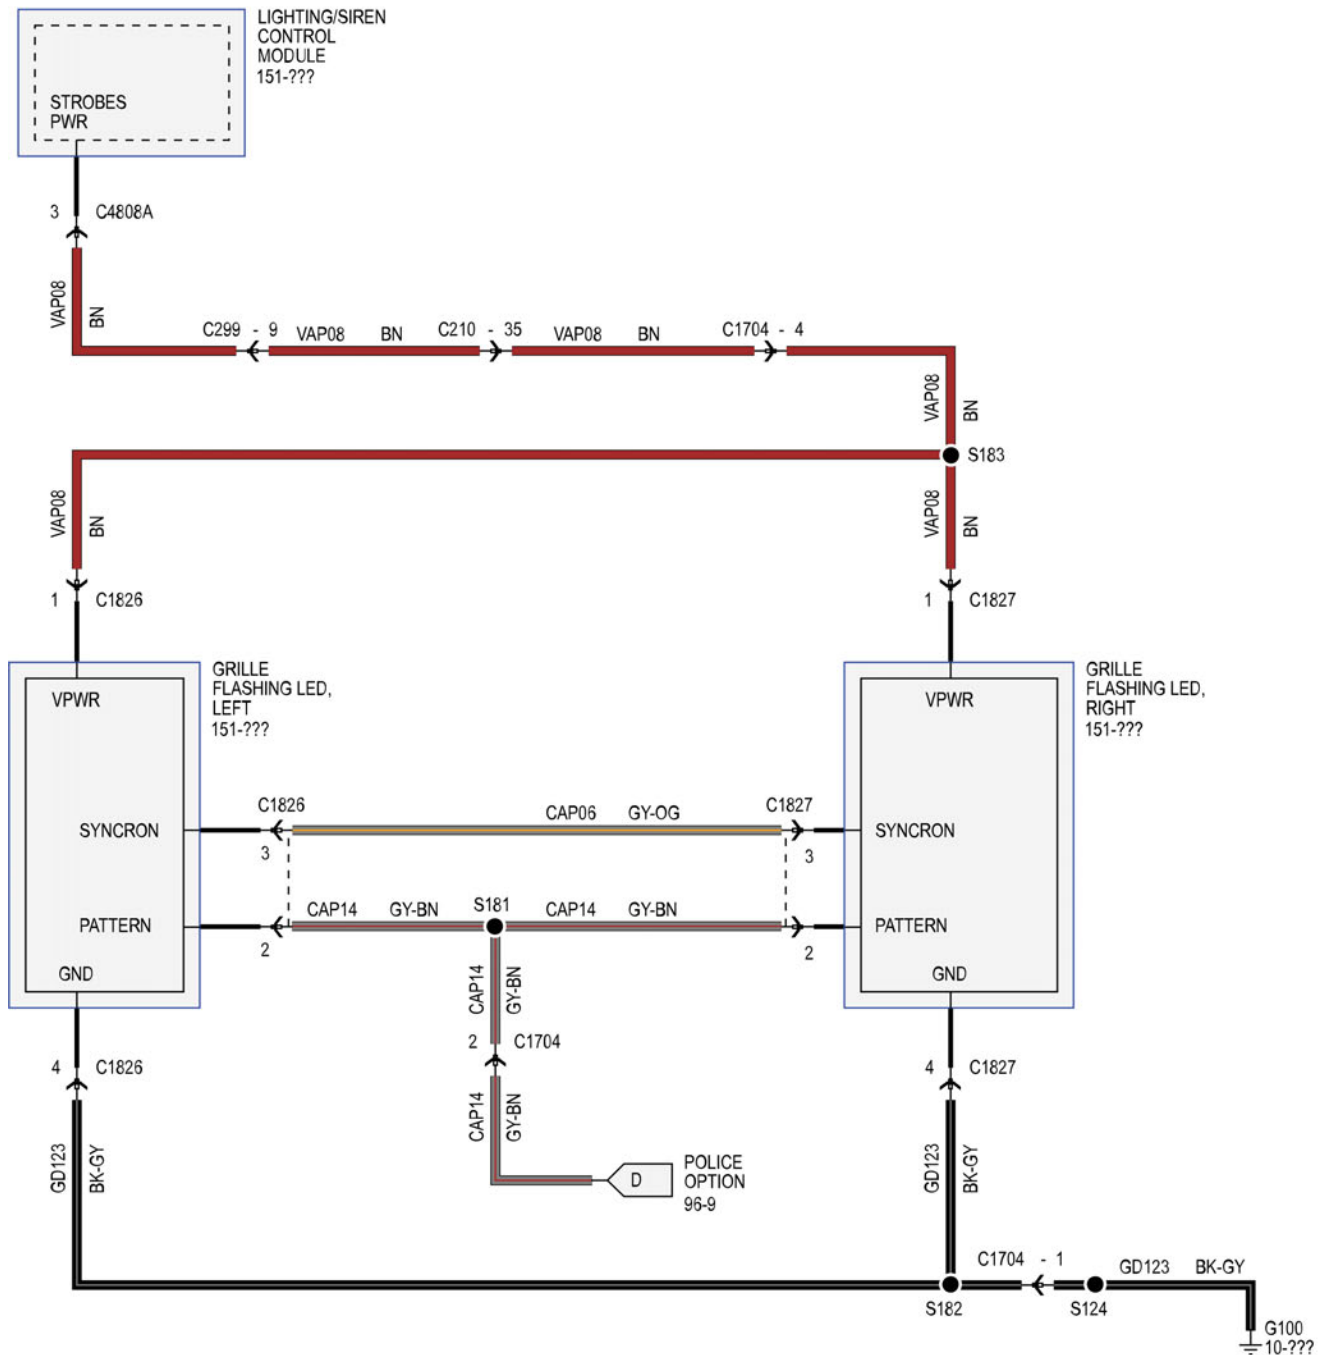 LIGHTING/SIREN
CONTROL
MODULE
151-???
STROBES
PWR
3 C4808A
VAP08
BN
C299 - 9
VAP08 BN
C210 - 35
VAP08 BN
C1704 - 4
VAP08
BN
S183
VAP08
BN
VAP08
BN
1 C1826
1 C1827
GRILLE
FLASHING LED,
LEFT
151-???
VPWR
GRILLE
FLASHING LED,
RIGHT
151-???
VPWR
SYNCRON
C1826
3
CAP06 GY-OG
C1827
3
SYNCRON
PATTERN
2
CAP14 GY-BN
S181
CAP14 GY-BN
2
PATTERN
GND
GND
CAP14
GY-BN
2 C1704
CAP14
GY-BN
4 C1826
4 C1827
GD123
BK-GY
D
POLICE
OPTION
96-9
GD123
BK-GY
C1704 - 1
GD123 BK-GY
S182
S124
G100
10-???